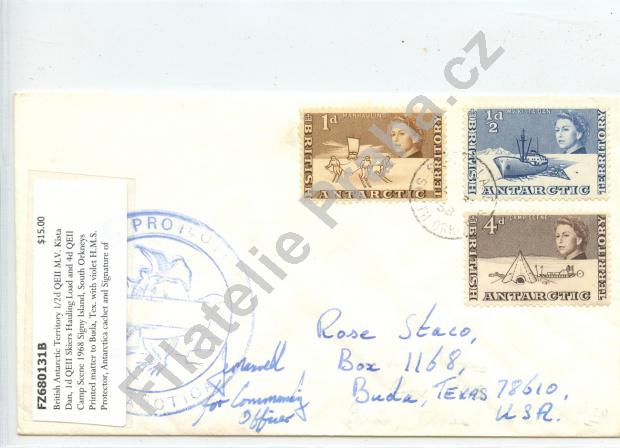 1d
MANHAULING
BRITISH
TERRITORY
ANTARCTIC
½d
M.V. KISTA DAN
BRITISH
TERRITORY
ANTARCTIC
4d
CAMP SCENE
BRITISH
TERRITORY
ANTARCTIC
Filatelie Praha.cz
$15.00
British Antarctic Territory 1/2d QEII M.V. Kista
Dan, 1d QEII Skiers Hauling Load and 4d QEII
Camp Scene 1968 Signy Island, South Orkneys
Printed matter to Buda, Tex. with violet H.M.S.
Protector, Antarctica cachet and Signature of
FZ680131B
for Commanding
Officer
Rose Staco,
Box 1168,
Buda, Texas 78610.
USA.